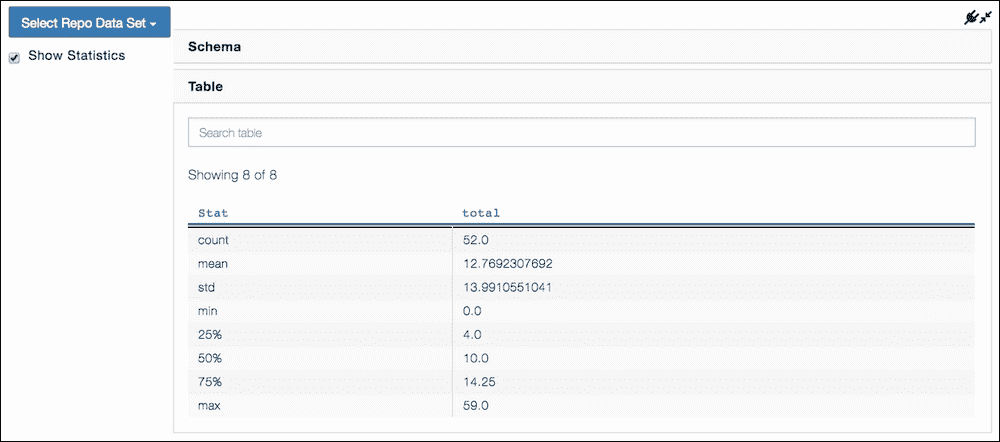 Select Repo Data Set
Show Statistics
Schema
Table
Search table
Showing 8 of 8
Stat total
count 52.0
mean 12.7692307692
std 13.9910551041
min 0.0
25% 4.0
50% 10.0
75% 14.25
max 59.0